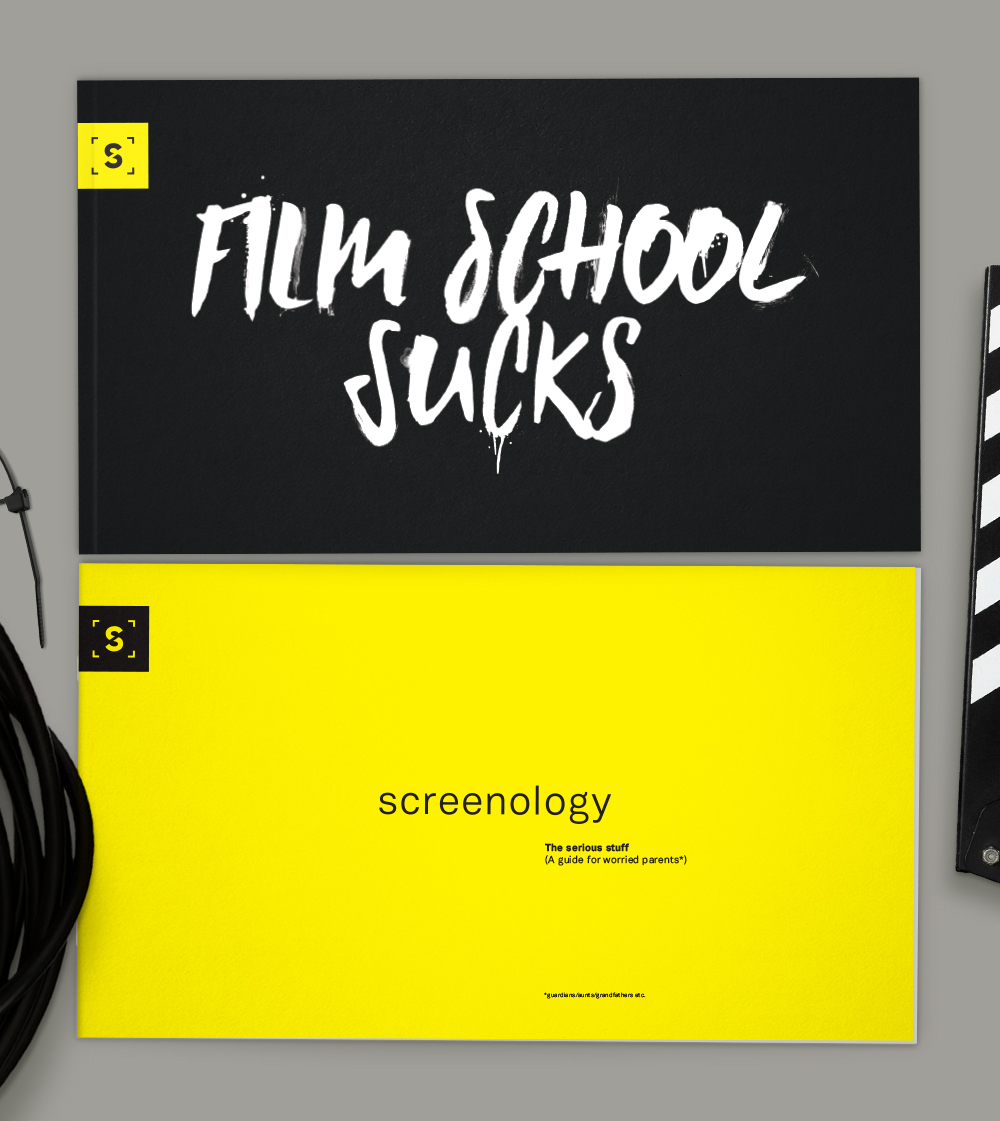 S
FILM SCHOOL
SUCKS
S
screenology
The serious stuff
(A guide for worried parents*)
*guardians/aunts/grandfathers etc.